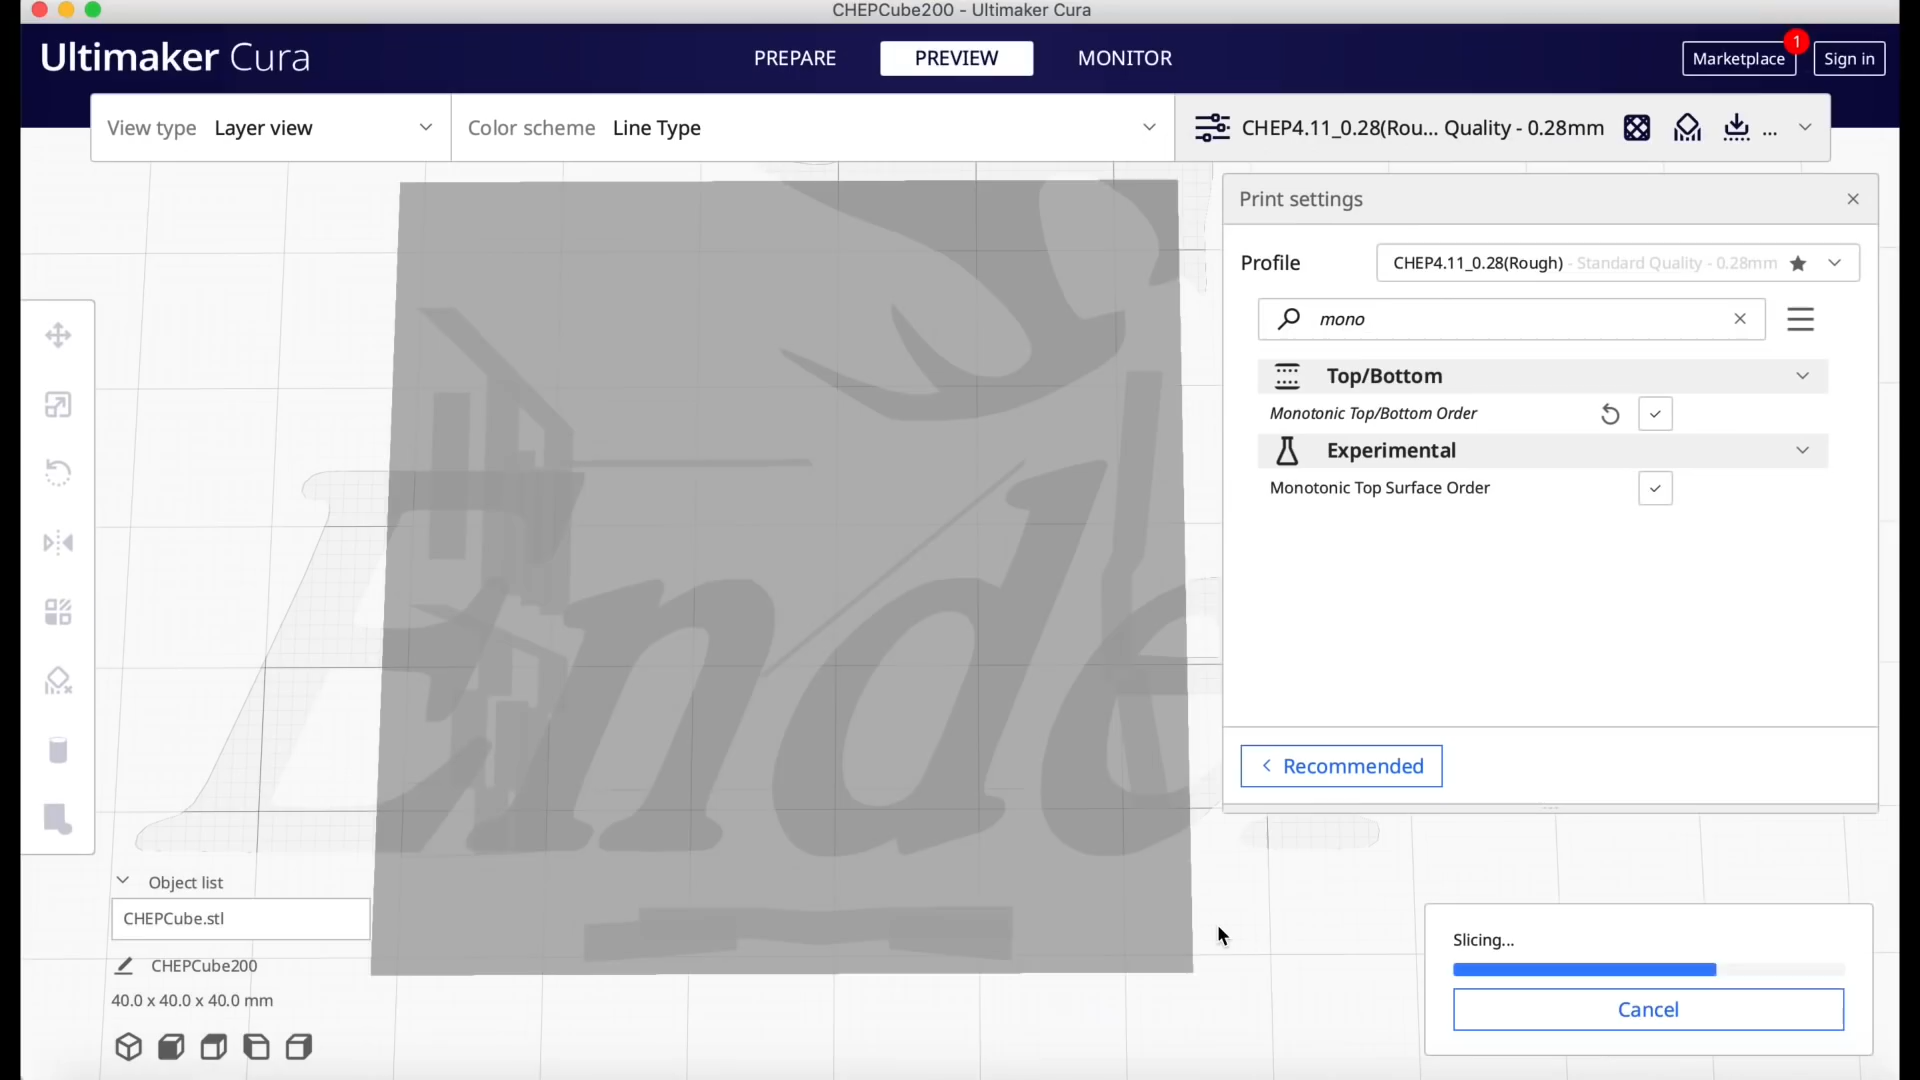 CHEPCube200 - Ultimaker Cura
Ultimaker Cura
PREPARE
PREVIEW
MONITOR
Marketplace
1
Sign in
View type Layer view
Color scheme Line Type
CHEP4.11_0.28(Rou... Quality - 0.28mm
...
Print settings
Profile
CHEP4.11_0.28(Rough) - Standard Quality - 0.28mm
mono
Top/Bottom
Monotonic Top/Bottom Order
Experimental
Monotonic Top Surface Order
Recommended
Ende
Object list
CHEPCube.stl
CHEPCube200
40.0 x 40.0 x 40.0 mm
Slicing...
Cancel